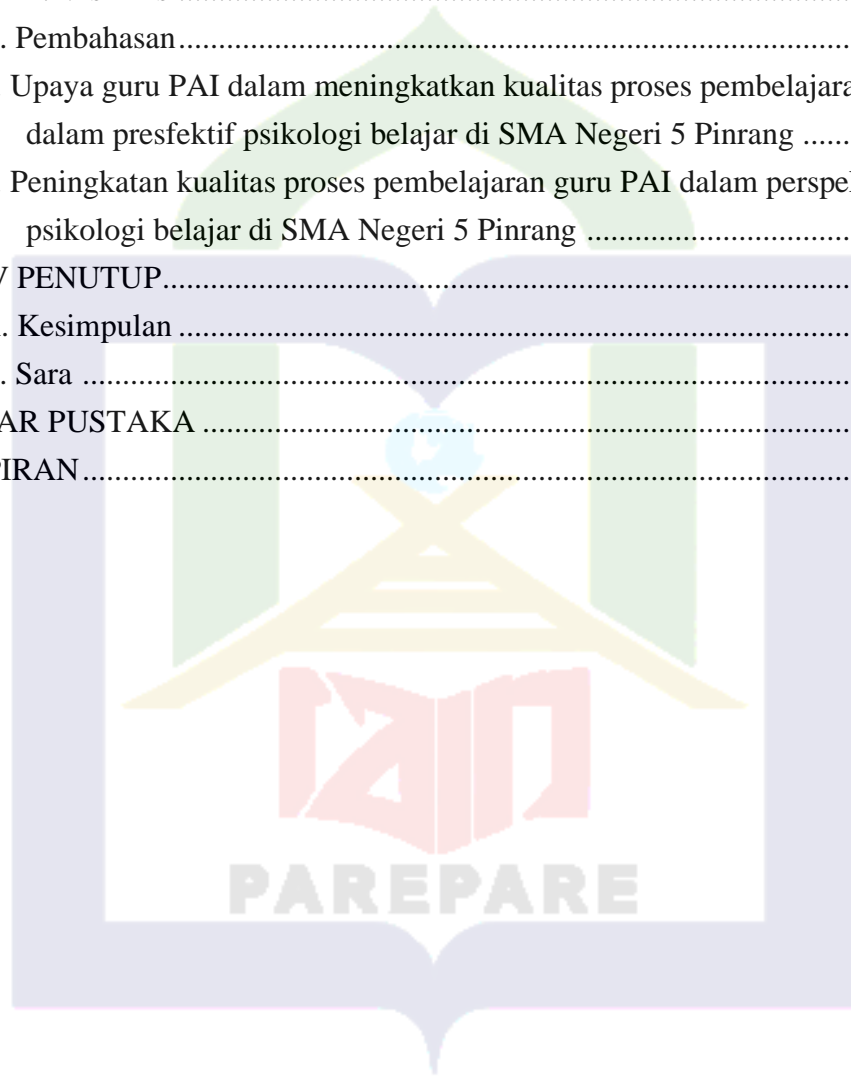 . Pembahasan
Upaya guru PAI dalam meningkatkan kualitas proses pembelajara
dalam presfektif psikologi belajar di SMA Negeri 5 Pinrang
Peningkatan kualitas proses pembelajaran guru PAI dalam perspe
psikologi belajar di SMA Negeri 5 Pinrang
PENUTUP
. Kesimpulan
. Sara
AR PUSTAKA
PIRAN
iain
PAREPARE